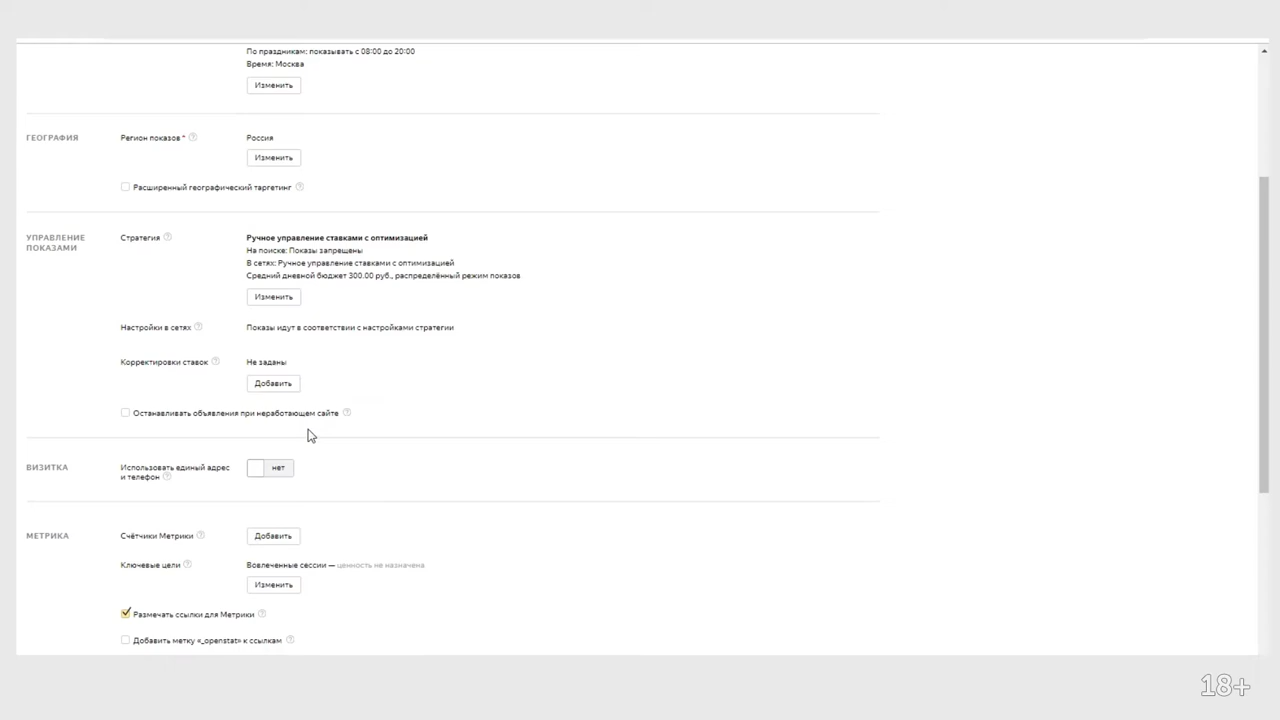 По праздникам: показывать с 08:00 до 20:00
Время: Москва
Изменить
ГЕОГРАФИЯ
Регион показов *
Россия
Изменить
Расширенный географический таргетинг
УПРАВЛЕНИЕ
ПОКАЗАМИ
Стратегия
Ручное управление ставками с оптимизацией
На поиске: Показы запрещены
В сетях: Ручное управление ставками с оптимизацией
Средний дневной бюджет 300.00 руб., распределённый режим показов
Изменить
Настройки в сетях
Показы идут в соответствии с настройками стратегии
Корректировки ставок
Не заданы
Добавить
Останавливать объявления при неработающем сайте
ВИЗИТКА
Использовать единый адрес
и телефон
нет
МЕТРИКА
Счётчики Метрики
Добавить
Ключевые цели
Вовлеченные сессии — ценность не назначена
Изменить
Размечать ссылки для Метрики
Добавить метку «_openstat» к ссылкам
18+